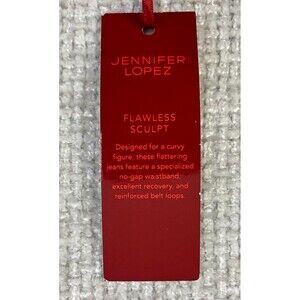 JENNIFER
LOPEZ
FLAWLESS
SCULPT
Designed for a curvy
figure, these flattering
jeans feature a specialized
no-gap waistband,
excellent recovery, and
reinforced belt loops.